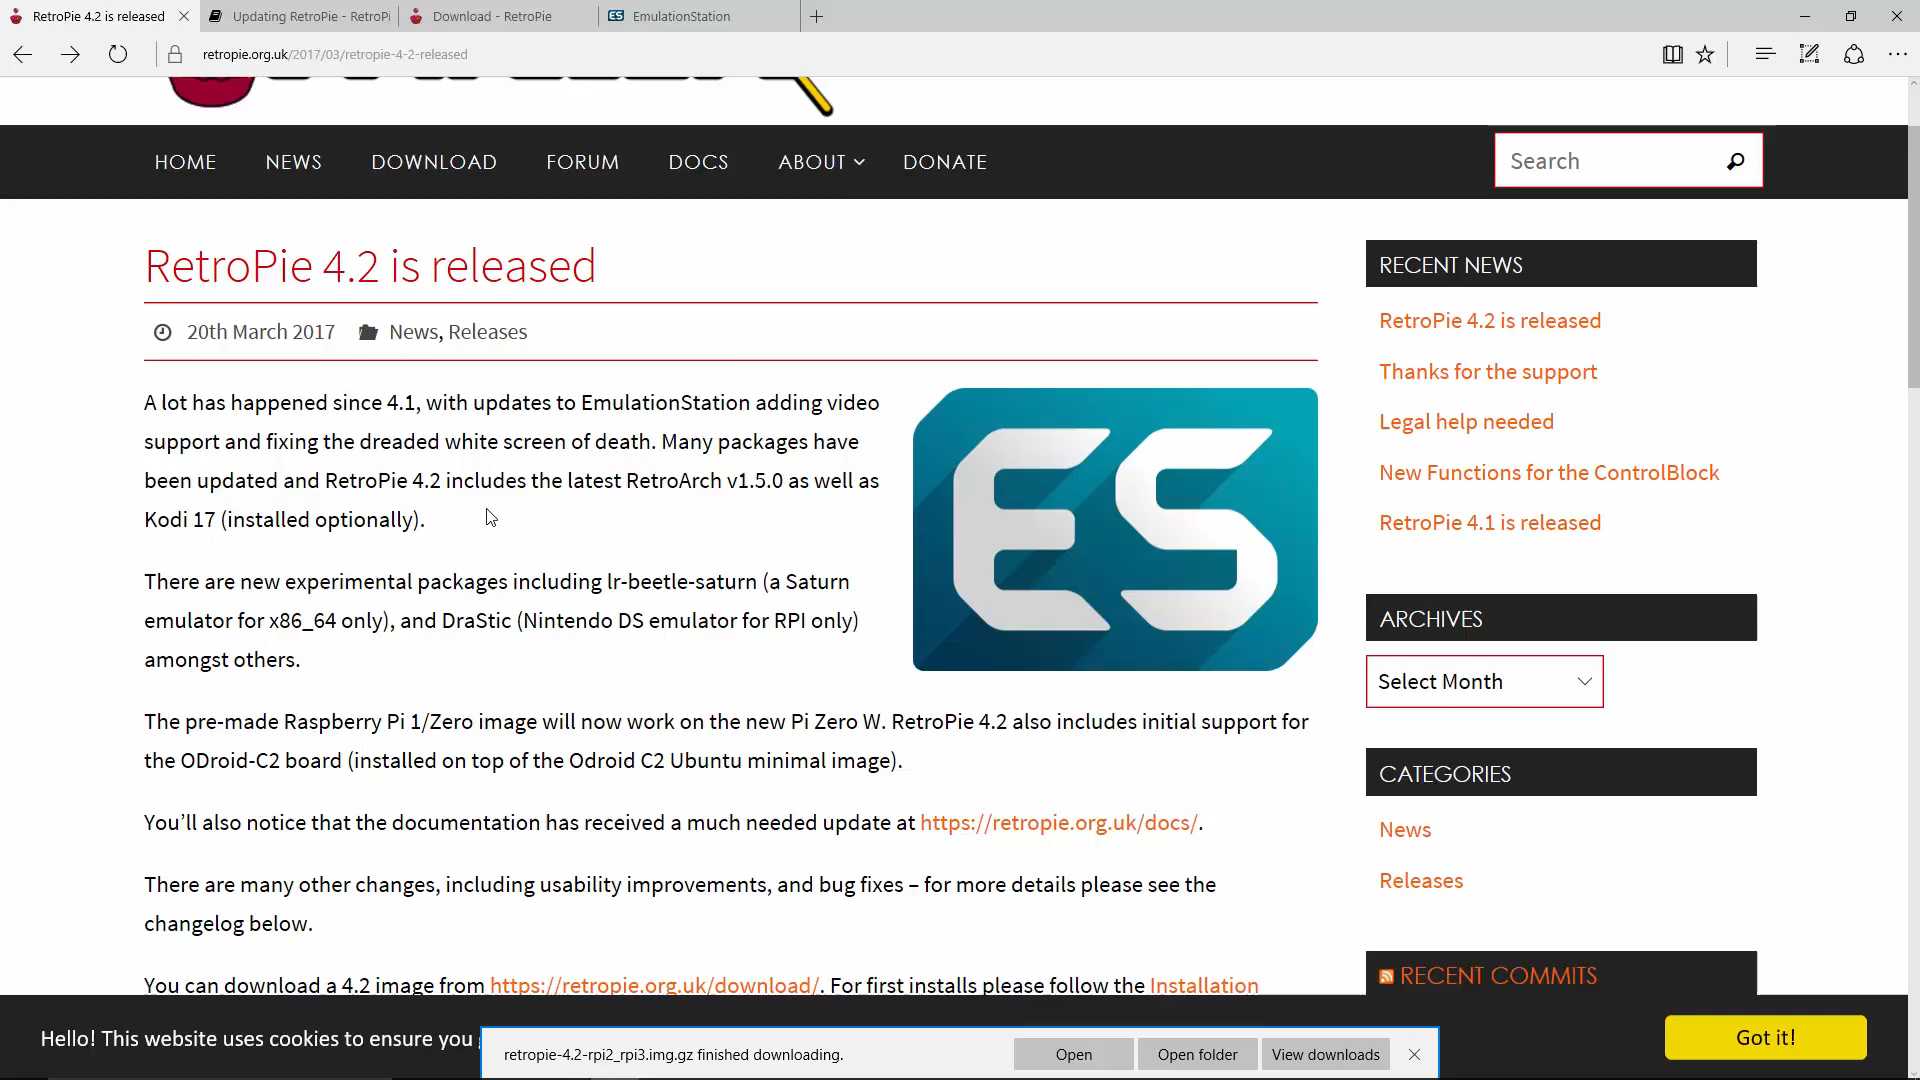 RetroPie 4.2 is released
Updating RetroPie - RetroPi
Download - RetroPie
EmulationStation
retropie.org.uk/2017/03/retropie-4-2-released
HOME NEWS DOWNLOAD FORUM DOCS ABOUT DONATE
Search
RetroPie 4.2 is released
20th March 2017 News, Releases
A lot has happened since 4.1, with updates to EmulationStation adding video
support and fixing the dreaded white screen of death. Many packages have
been updated and RetroPie 4.2 includes the latest RetroArch v1.5.0 as well as
Kodi 17 (installed optionally).
ES
There are new experimental packages including lr-beetle-saturn (a Saturn
emulator for x86_64 only), and DraStic (Nintendo DS emulator for RPI only)
amongst others.
The pre-made Raspberry Pi 1/Zero image will now work on the new Pi Zero W. RetroPie 4.2 also includes initial support for
the ODroid-C2 board (installed on top of the Odroid C2 Ubuntu minimal image).
You’ll also notice that the documentation has received a much needed update at https://retropie.org.uk/docs/.
There are many other changes, including usability improvements, and bug fixes – for more details please see the
changelog below.
You can download a 4.2 image from https://retropie.org.uk/download/. For first installs please follow the Installation
RECENT NEWS
RetroPie 4.2 is released
Thanks for the support
Legal help needed
New Functions for the ControlBlock
RetroPie 4.1 is released
ARCHIVES
Select Month
CATEGORIES
News
Releases
RECENT COMMITS
Hello! This website uses cookies to ensure you
Got it!
retropie-4.2-rpi2_rpi3.img.gz finished downloading.
Open
Open folder
View downloads